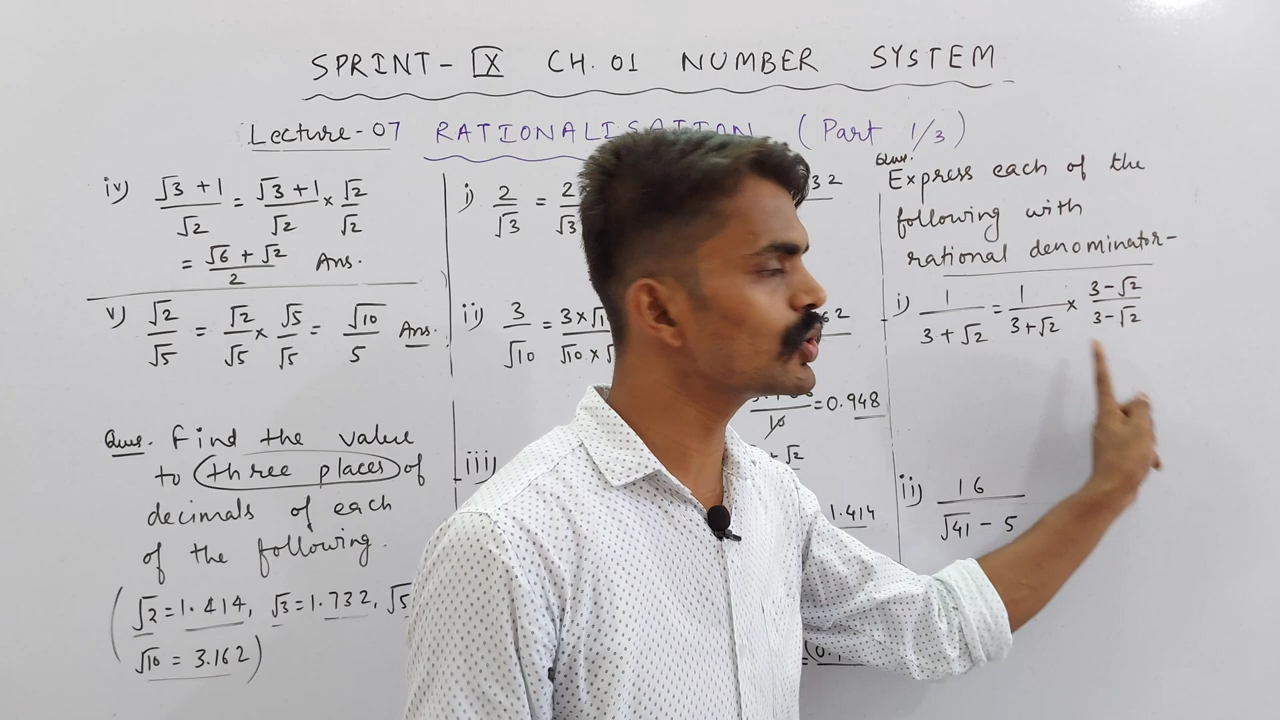 SPRINT-IX CH.01 NUMBER SYSTEM
Lecture-07 RATIONALISATION (Part 1/3)
iv) (√3 + 1)/√2 = (√3 + 1)/√2 × √2/√2
= (√6 + √2)/2 Ans.
v) √2/√5 = √2/√5 × √5/√5 = √10/5 Ans.
Ques. Find the value
to three places of
decimals of each
of the following.
(√2 = 1.414, √3 = 1.732, √5
√10 = 3.162)
i) 2/√3 =
32
ii) 3/√10 =
62
10 = 0.948
iii)
+ √2
1.414
Ques.
Express each of the
following with
rational denominator-
i) 1/(3+√2) = 1/(3+√2) × (3-√2)/(3-√2)
ii) 16/(√41 - 5)